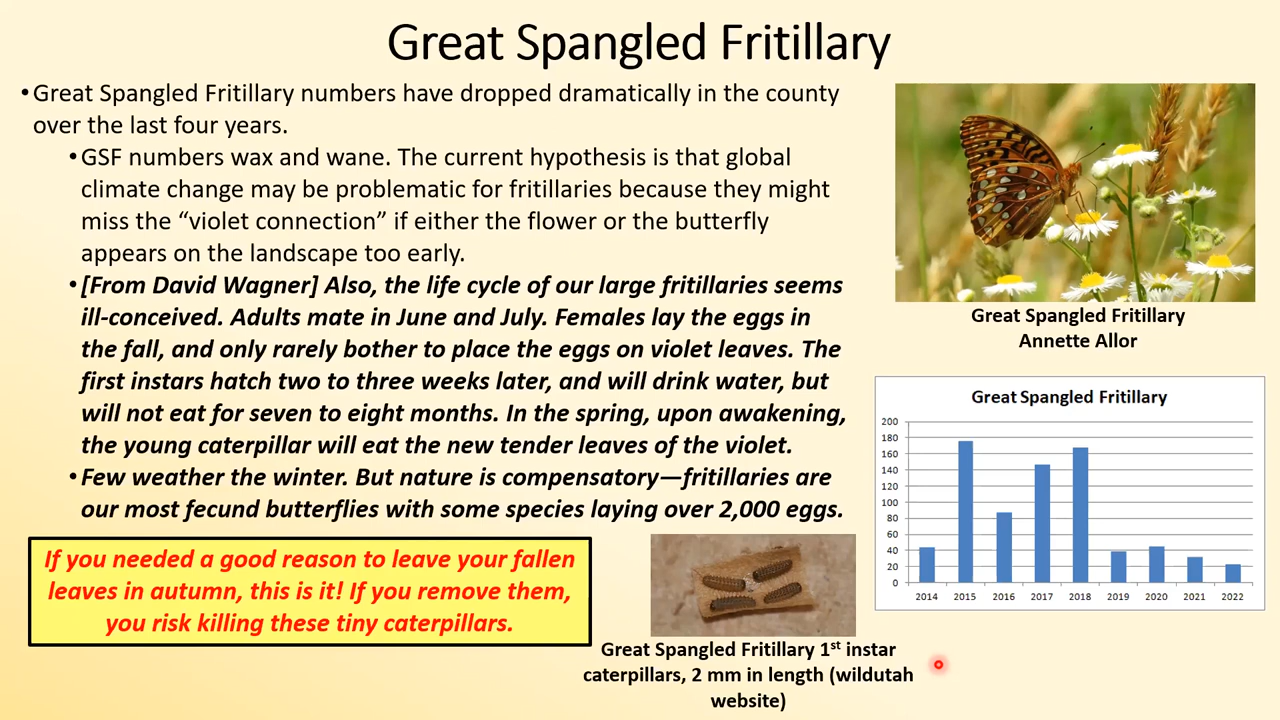 Great Spangled Fritillary
•Great Spangled Fritillary numbers have dropped dramatically in the county
over the last four years.
•GSF numbers wax and wane. The current hypothesis is that global
climate change may be problematic for fritillaries because they might
miss the “violet connection” if either the flower or the butterfly
appears on the landscape too early.
•[From David Wagner] Also, the life cycle of our large fritillaries seems
ill-conceived. Adults mate in June and July. Females lay the eggs in
the fall, and only rarely bother to place the eggs on violet leaves. The
first instars hatch two to three weeks later, and will drink water, but
will not eat for seven to eight months. In the spring, upon awakening,
the young caterpillar will eat the new tender leaves of the violet.
•Few weather the winter. But nature is compensatory—fritillaries are
our most fecund butterflies with some species laying over 2,000 eggs.
If you needed a good reason to leave your fallen
leaves in autumn, this is it! If you remove them,
you risk killing these tiny caterpillars.
Great Spangled Fritillary
Annette Allor
Great Spangled Fritillary
200
180
160
140
120
100
80
60
40
20
0
2014 2015 2016 2017 2018 2019 2020 2021 2022
Great Spangled Fritillary 1st instar
caterpillars, 2 mm in length (wildutah
website)